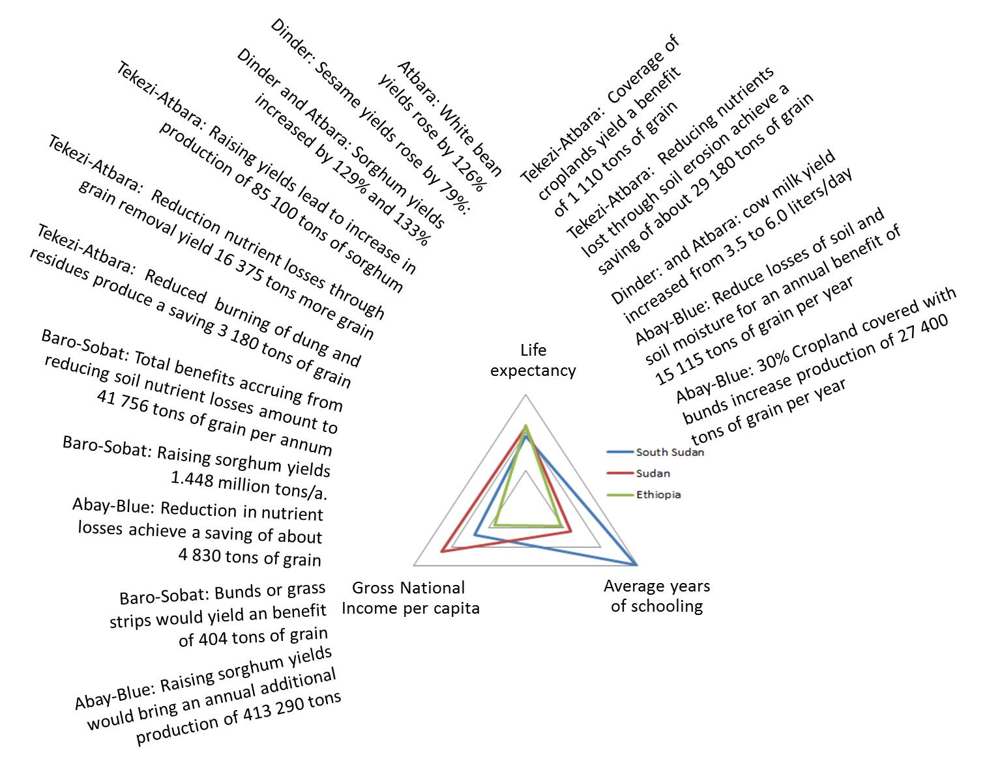 Dinder: Sesame yields rose by 79%:
Atbara: White bean
yields rose by 126%
Dinder and Atbara: Sorghum yields
increased by 129% and 133%
Tekezi-Atbara: Raising yields lead to increase in
production of 85 100 tons of sorghum
Tekezi-Atbara: Reduction nutrient losses through
grain removal yield 16 375 tons more grain
Tekezi-Atbara: Reduced burning of dung and
residues produce a saving 3 180 tons of grain
Baro-Sobat: Total benefits accruing from
reducing soil nutrient losses amount to
41 756 tons of grain per annum
Baro-Sobat: Raising sorghum yields
1.448 million tons/a.
Abay-Blue: Reduction in nutrient
losses achieve a saving of about
4 830 tons of grain
Baro-Sobat: Bunds or grass
strips would yield an benefit
of 404 tons of grain
Abay-Blue: Raising sorghum yields
would bring an annual additional
production of 413 290 tons
Tekezi-Atbara: Coverage of
croplands yield a benefit
of 1 110 tons of grain
Tekezi-Atbara: Reducing nutrients
lost through soil erosion achieve a
saving of about 29 180 tons of grain
Dinder: and Atbara: cow milk yield
increased from 3.5 to 6.0 liters/day
Abay-Blue: Reduce losses of soil and
soil moisture for an annual benefit of
15 115 tons of grain per year
Abay-Blue: 30% Cropland covered with
bunds increase production of 27 400
tons of grain per year
Life
expectancy
South Sudan
Sudan
Ethiopia
Gross National
Income per capita
Average years
of schooling